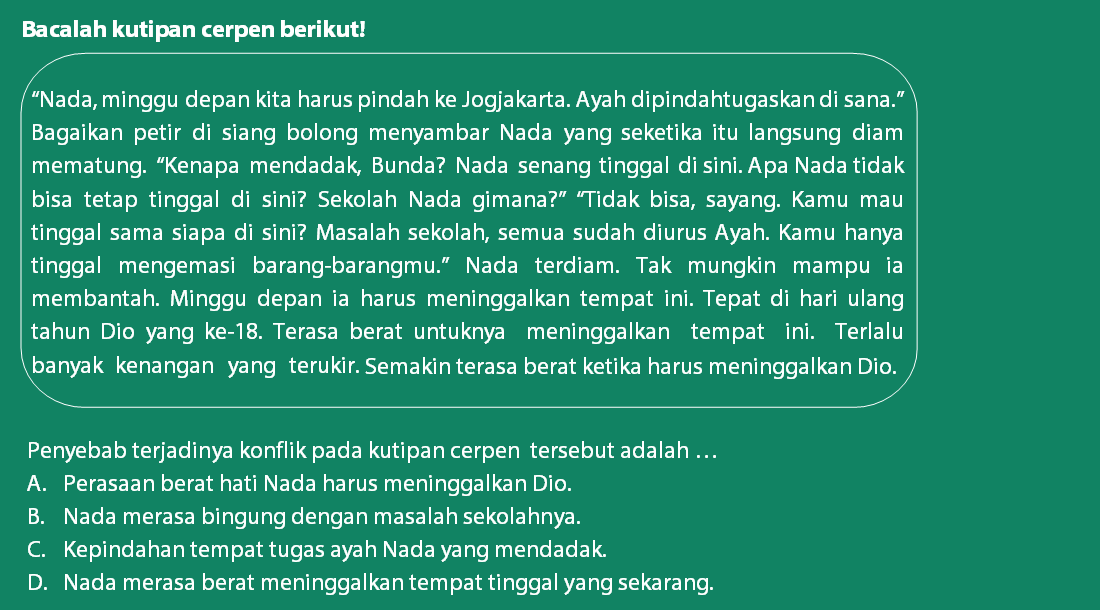 Bacalah kutipan cerpen berikut!
“Nada, minggu depan kita harus pindah ke Jogjakarta. Ayah dipindahtugaskan di sana.”
Bagaikan petir di siang bolong menyambar Nada yang seketika itu langsung diam
mematung. “Kenapa mendadak, Bunda? Nada senang tinggal di sini. Apa Nada tidak
bisa tetap tinggal di sini? Sekolah Nada gimana?” “Tidak bisa, sayang. Kamu mau
tinggal sama siapa di sini? Masalah sekolah, semua sudah diurus Ayah. Kamu hanya
tinggal mengemasi barang-barangmu.” Nada terdiam. Tak mungkin mampu ia
membantah. Minggu depan ia harus meninggalkan tempat ini. Tepat di hari ulang
tahun Dio yang ke-18. Terasa berat untuknya meninggalkan tempat ini. Terlalu
banyak kenangan yang terukir. Semakin terasa berat ketika harus meninggalkan Dio.
Penyebab terjadinya konflik pada kutipan cerpen tersebut adalah …
A. Perasaan berat hati Nada harus meninggalkan Dio.
B. Nada merasa bingung dengan masalah sekolahnya.
C. Kepindahan tempat tugas ayah Nada yang mendadak.
D. Nada merasa berat meninggalkan tempat tinggal yang sekarang.